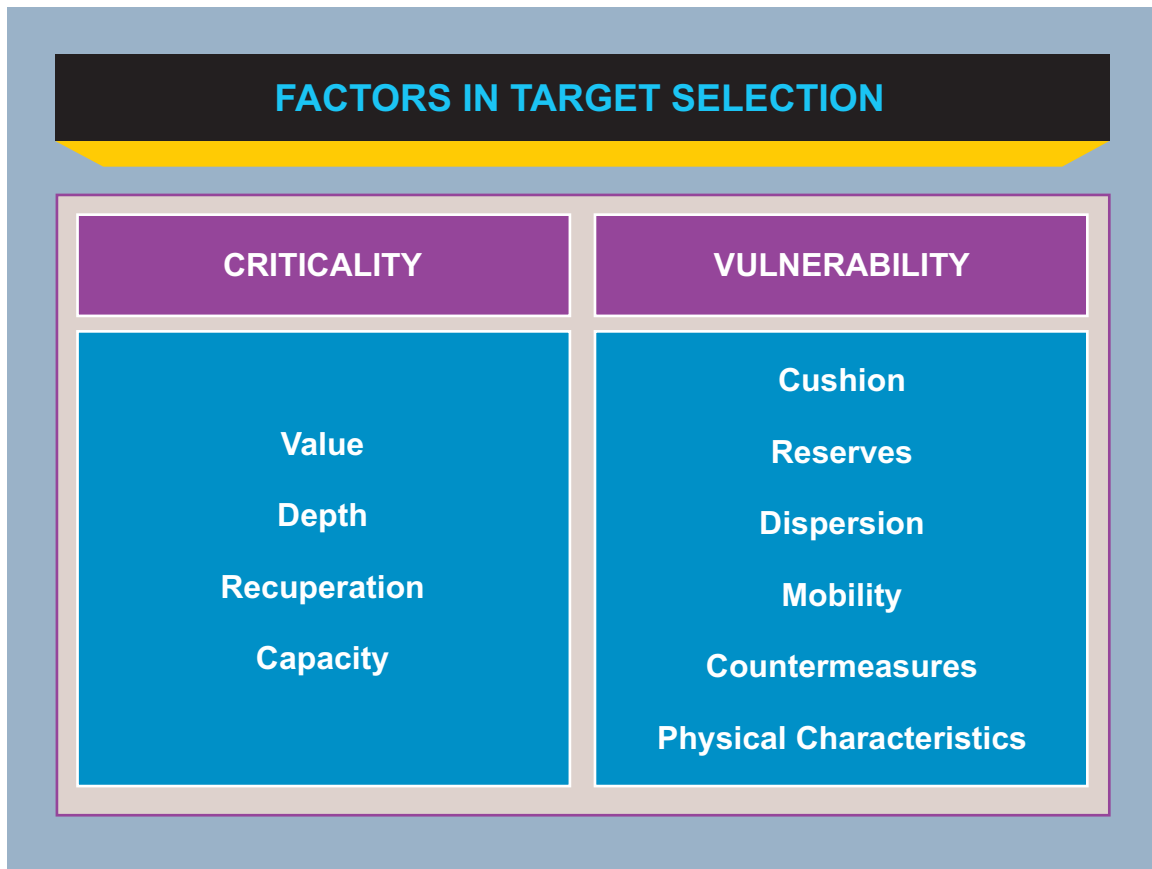 FACTORS IN TARGET SELECTION
CRITICALITY
Value
Depth
Recuperation
Capacity
VULNERABILITY
Cushion
Reserves
Dispersion
Mobility
Countermeasures
Physical Characteristics